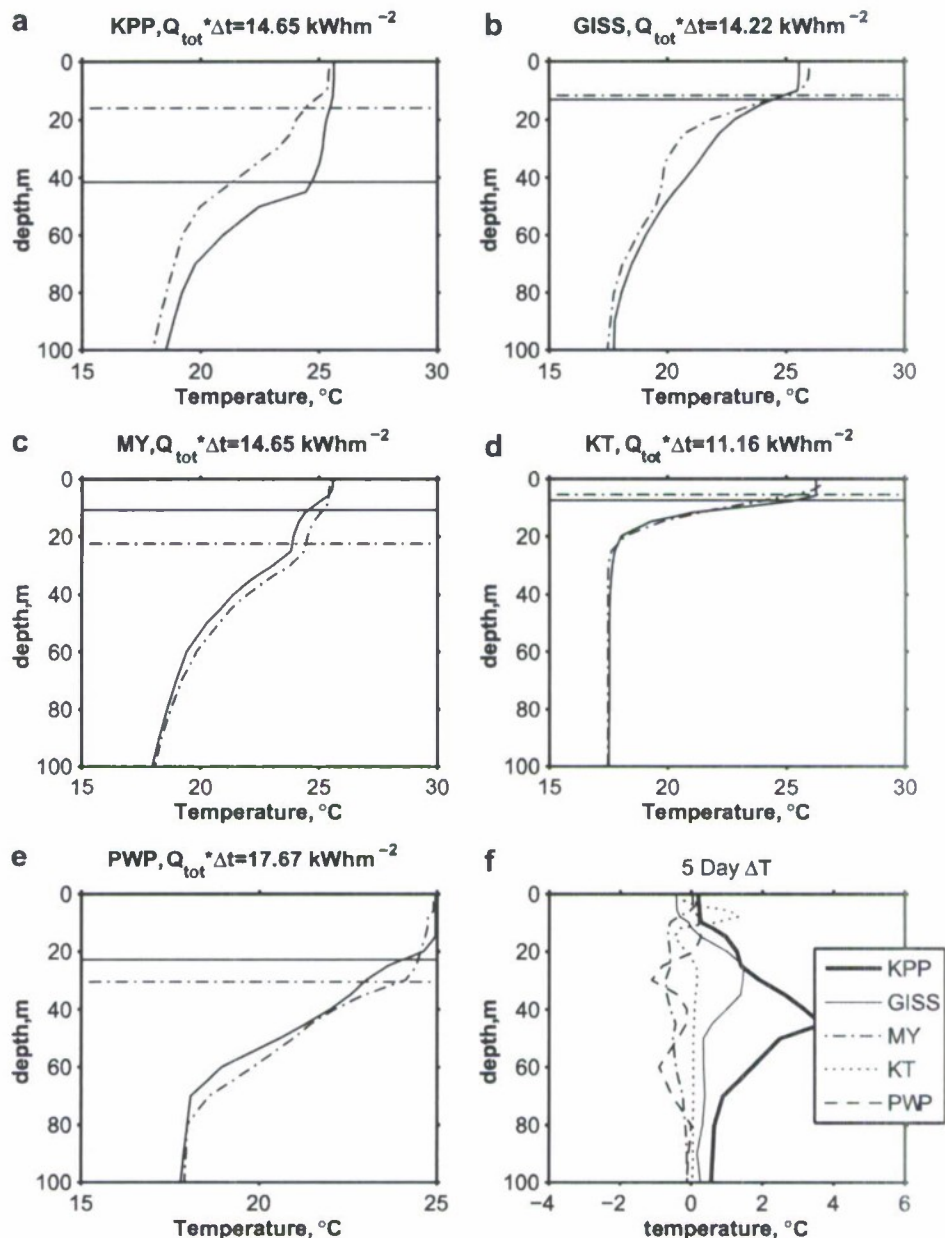 a
KPP, Q_tot*Δt=14.65 kWhm⁻²
0
20
40
60
80
100
depth,m
15 20 25 30
Temperature, °C
b
GISS, Q_tot*Δt=14.22 kWhm⁻²
0
20
40
60
80
100
depth,m
15 20 25 30
Temperature, °C
c
MY,Q_tot*Δt=14.65 kWhm⁻²
0
20
40
60
80
100
depth,m
15 20 25 30
Temperature, °C
d
KT, Q_tot*Δt=11.16 kWhm⁻²
0
20
40
60
80
100
depth,m
15 20 25 30
Temperature, °C
e
PWP, Q_tot*Δt=17.67 kWhm⁻²
0
20
40
60
80
100
depth,m
15 20 25
Temperature, °C
f
5 Day ΔT
0
20
40
60
80
100
depth,m
−4 −2 0 2 4 6
temperature, °C
KPP
GISS
MY
KT
PWP